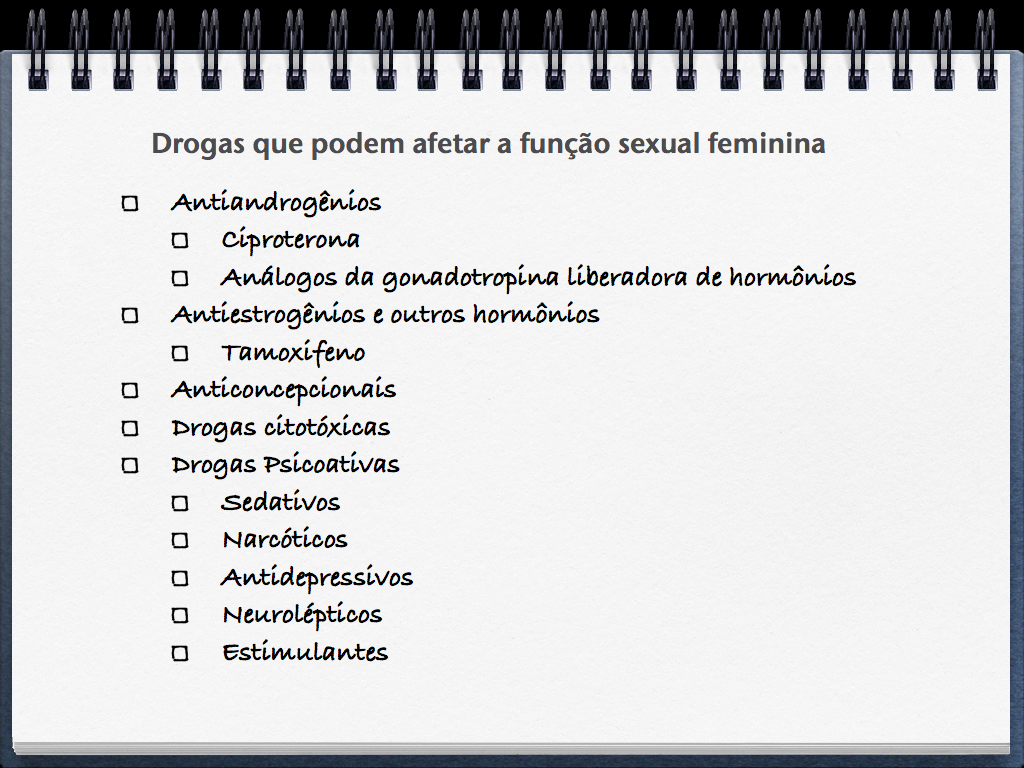 Drogas que podem afetar a função sexual feminina
Antiandrogênios
Ciproterona
Análogos da gonadotropina liberadora de hormônios
Antiestrogênios e outros hormônios
Tamoxifeno
Anticoncepcionais
Drogas citotóxicas
Drogas Psicoativas
Sedativos
Narcóticos
Antidepressivos
Neurolépticos
Estimulantes